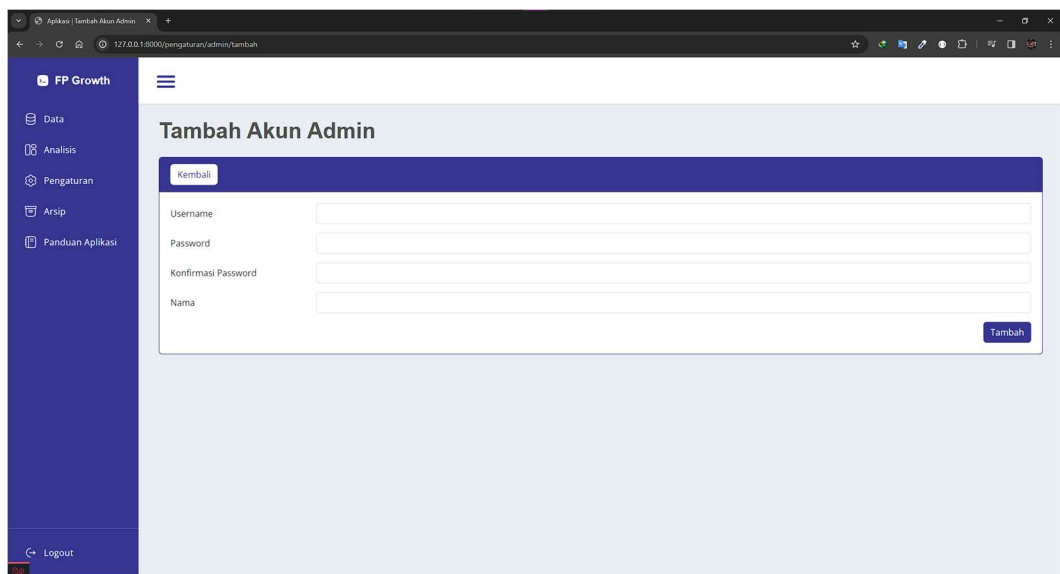 Aplikasi | Tambah Akun Admin
127.0.0.1:8000/pengaturan/admin/tambah
FP Growth
Data
Analisis
Pengaturan
Arsip
Panduan Aplikasi
Logout
Stop
Tambah Akun Admin
Kembali
Username
Password
Konfirmasi Password
Nama
Tambah